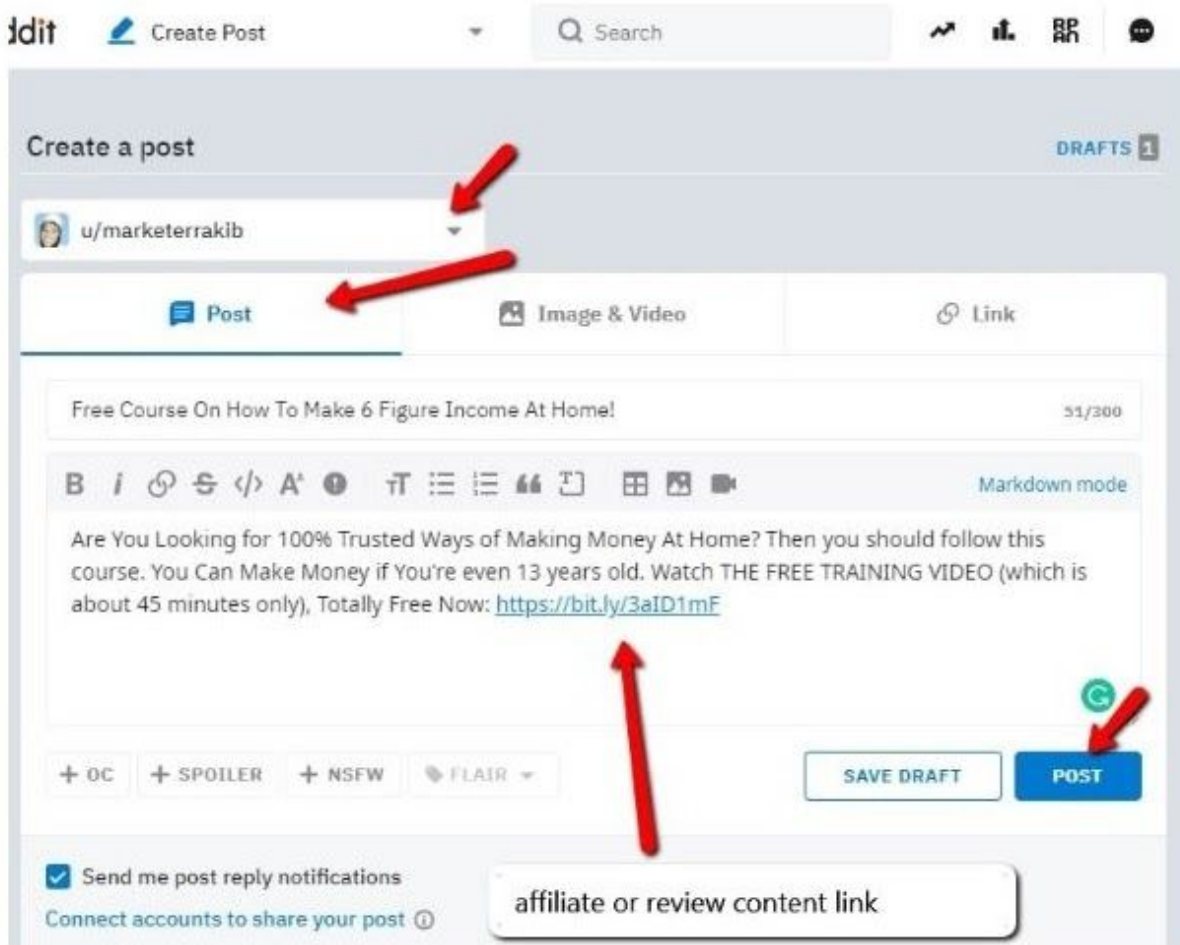 ddit Create Post Search
Create a post DRAFTS 1
u/marketerrakib
Post Image & Video Link
Free Course On How To Make 6 Figure Income At Home! 51/300
B i S </> A TT T Markdown mode
Are You Looking for 100% Trusted Ways of Making Money At Home? Then you should follow this
course. You Can Make Money if You're even 13 years old. Watch THE FREE TRAINING VIDEO (which is
about 45 minutes only), Totally Free Now: https://bit.ly/3aID1mF
+ OC + SPOILER + NSFW FLAIR SAVE DRAFT POST
Send me post reply notifications
Connect accounts to share your post
affiliate or review content link